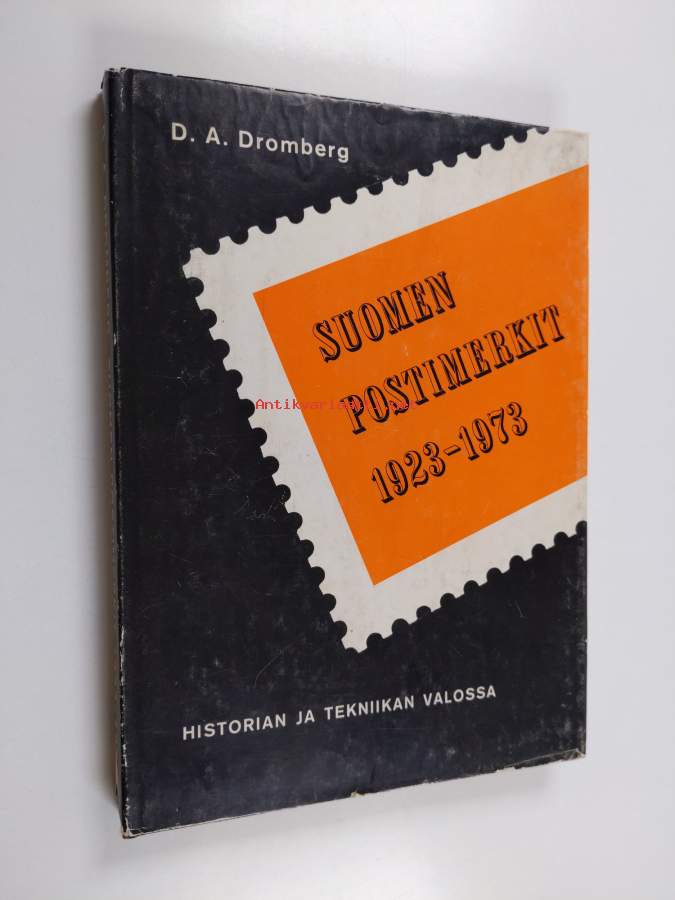 D. A. Dromberg
SUOMEN
POSTIMERKIT
1923-1973
HISTORIAN JA TEKNIIKAN VALOSSA